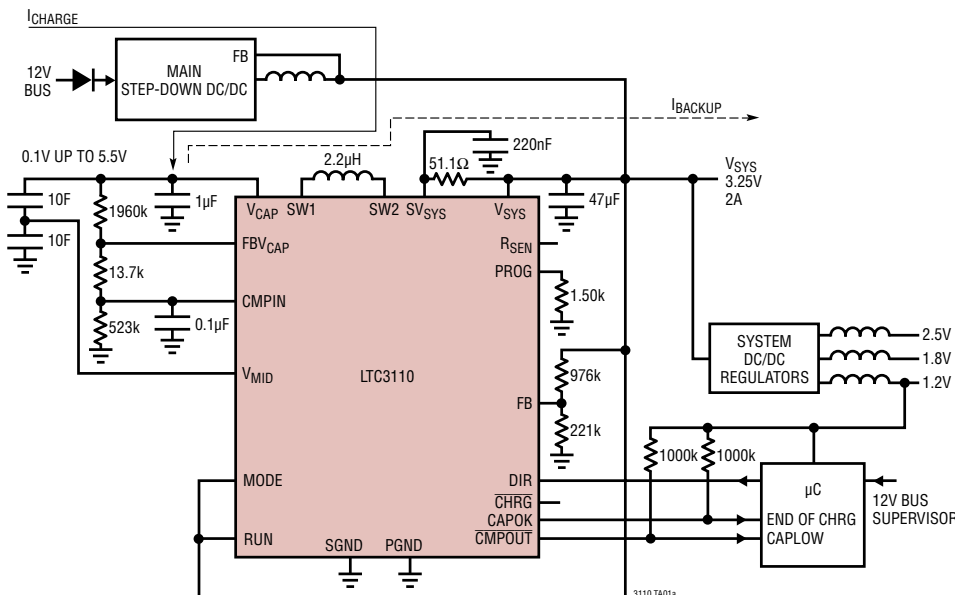 ICHARGE
FB
MAIN
STEP-DOWN DC/DC
12V
BUS
IBACKUP
0.1V UP TO 5.5V
2.2µH
51.1Ω
220nF
VSYS
3.25V
2A
10F
1960k
1µF
47µF
VCAP
SW1
SW2
SVSYS
VSYS
10F
FBVCAP
RSEN
13.7k
PROG
1.50k
CMPIN
523k
0.1µF
SYSTEM
DC/DC
REGULATORS
2.5V
1.8V
1.2V
VMID
LTC3110
976k
FB
221k
1000k
1000k
MODE
DIR
µC
CHRG
12V BUS
SUPERVISOR
CAPOK
END OF CHRG
RUN
CMPOUT
CAPLOW
SGND
PGND
3110 TA01a